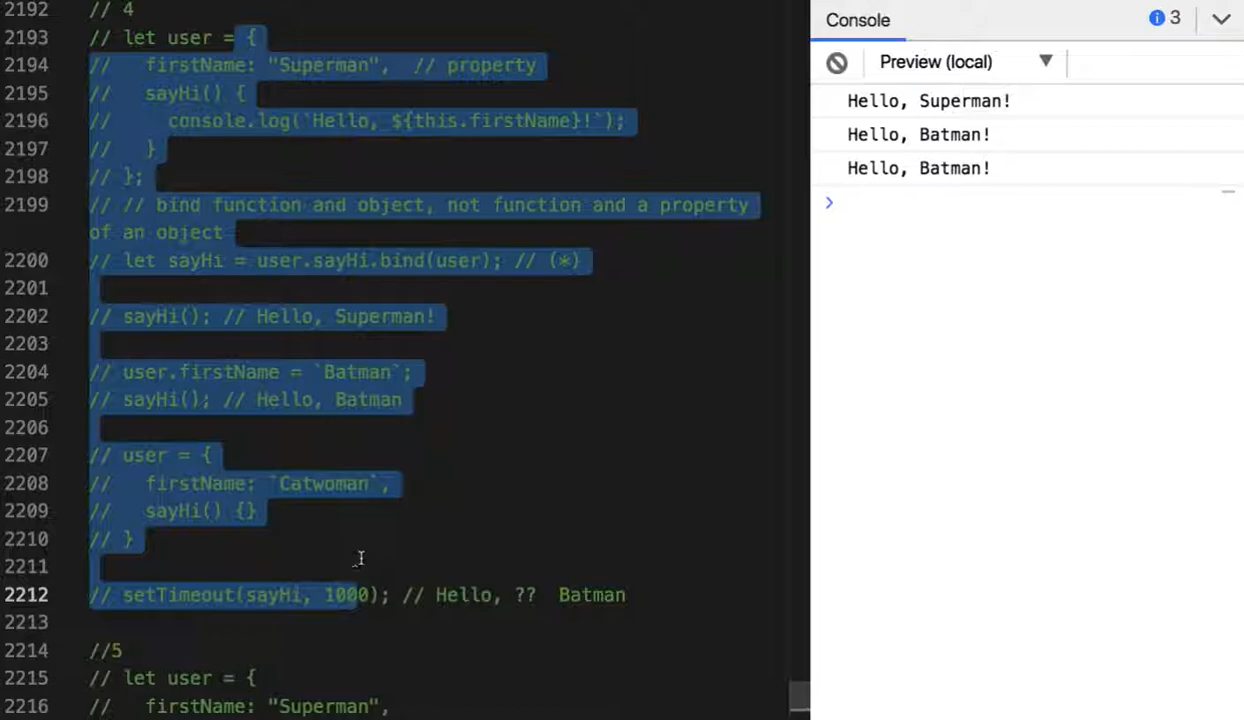 2192 // 4
2193 // let user = {
2194 //   firstName: "Superman",  // property
2195 //   sayHi() {
2196 //     console.log(`Hello, ${this.firstName}!`);
2197 //   }
2198 // };
2199 // // bind function and object, not function and a property
of an object
2200 // let sayHi = user.sayHi.bind(user); // (*)
2201
2202 // sayHi(); // Hello, Superman!
2203
2204 // user.firstName = `Batman`;
2205 // sayHi(); // Hello, Batman
2206
2207 // user = {
2208 //   firstName: `Catwoman`,
2209 //   sayHi() {}
2210 // }
2211
2212 // setTimeout(sayHi, 1000); // Hello, ??  Batman
2213
2214 //5
2215 // let user = {
2216 //   firstName: "Superman",
Console
3
Preview (local)
Hello, Superman!
Hello, Batman!
Hello, Batman!
>